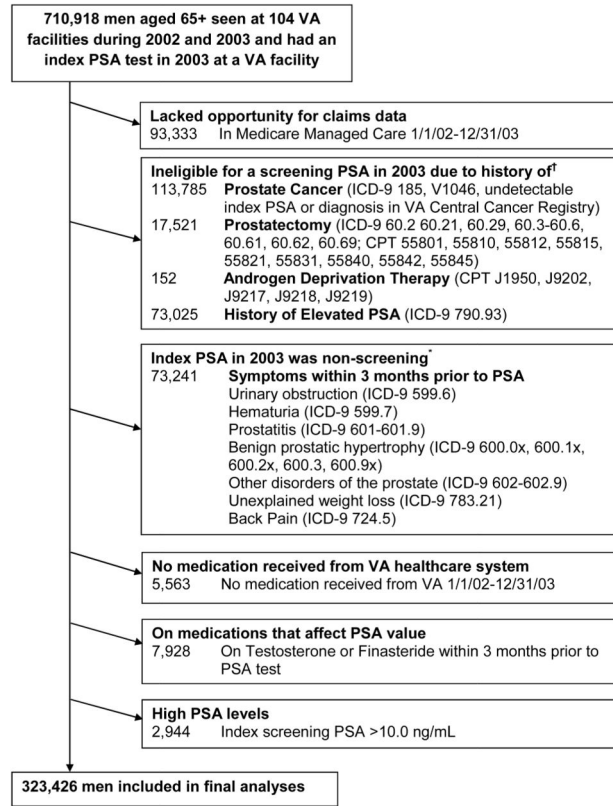 710,918 men aged 65+ seen at 104 VA
facilities during 2002 and 2003 and had an
index PSA test in 2003 at a VA facility
Lacked opportunity for claims data
93,333 In Medicare Managed Care 1/1/02-12/31/03
Ineligible for a screening PSA in 2003 due to history of†
113,785 Prostate Cancer (ICD-9 185, V1046, undetectable
index PSA or diagnosis in VA Central Cancer Registry)
17,521 Prostatectomy (ICD-9 60.2 60.21, 60.29, 60.3-60.6,
60.61, 60.62, 60.69; CPT 55801, 55810, 55812, 55815,
55821, 55831, 55840, 55842, 55845)
152 Androgen Deprivation Therapy (CPT J1950, J9202,
J9217, J9218, J9219)
73,025 History of Elevated PSA (ICD-9 790.93)
Index PSA in 2003 was non-screening*
73,241 Symptoms within 3 months prior to PSA
Urinary obstruction (ICD-9 599.6)
Hematuria (ICD-9 599.7)
Prostatitis (ICD-9 601-601.9)
Benign prostatic hypertrophy (ICD-9 600.0x, 600.1x,
600.2x, 600.3, 600.9x)
Other disorders of the prostate (ICD-9 602-602.9)
Unexplained weight loss (ICD-9 783.21)
Back Pain (ICD-9 724.5)
No medication received from VA healthcare system
5,563 No medication received from VA 1/1/02-12/31/03
On medications that affect PSA value
7,928 On Testosterone or Finasteride within 3 months prior to
PSA test
High PSA levels
2,944 Index screening PSA >10.0 ng/mL
323,426 men included in final analyses